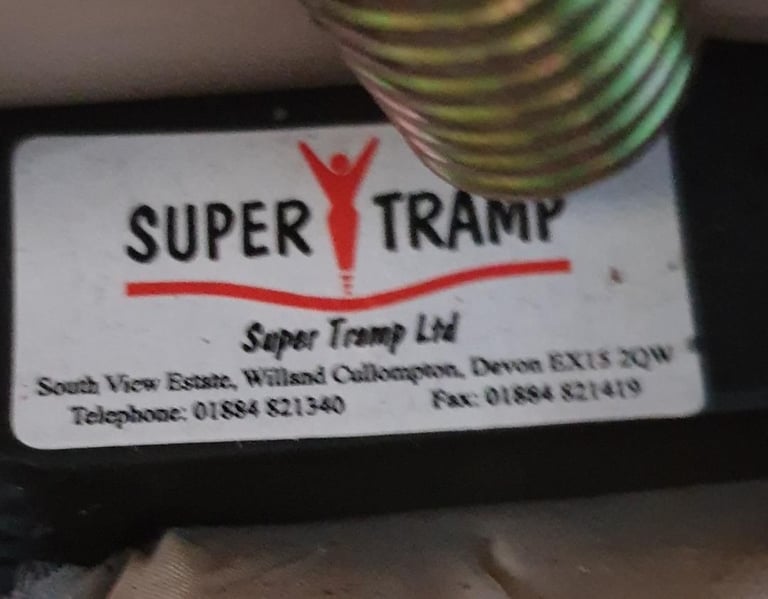 SUPER TRAMP
Super Tramp Ltd
South View Estate, Willand Cullompton, Devon EX15 2QW
Telephone: 01884 821340 Fax: 01884 821419